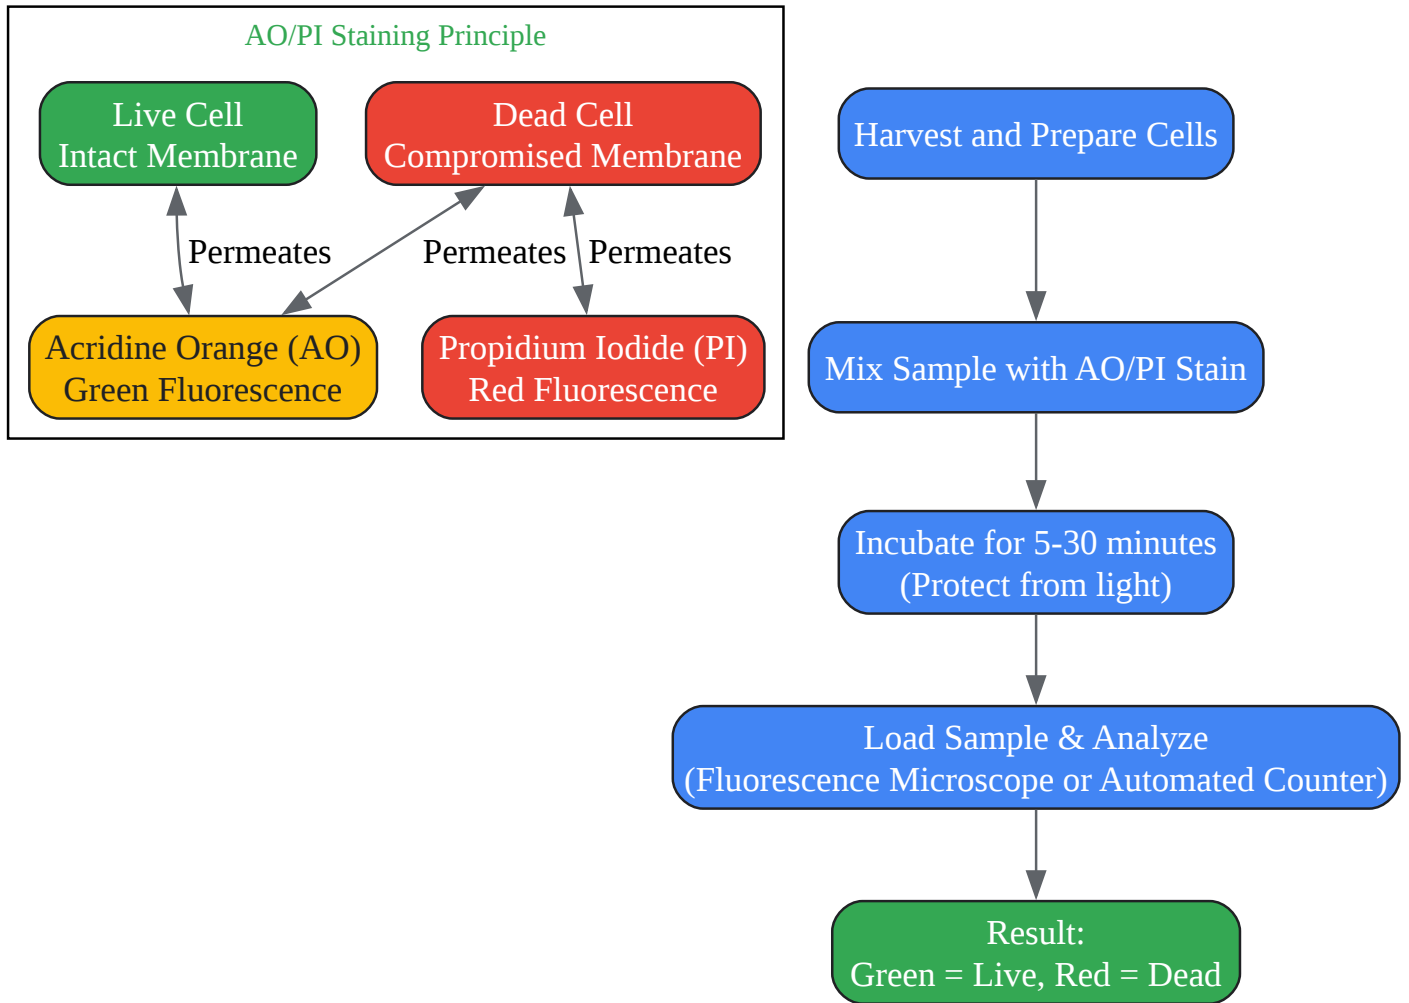 AO/PI Staining Principle
Live Cell
Intact Membrane
Dead Cell
Compromised Membrane
Permeates
Permeates
Permeates
Acridine Orange (AO)
Green Fluorescence
Propidium Iodide (PI)
Red Fluorescence
Harvest and Prepare Cells
Mix Sample with AO/PI Stain
Incubate for 5-30 minutes
(Protect from light)
Load Sample & Analyze
(Fluorescence Microscope or Automated Counter)
Result:
Green = Live, Red = Dead